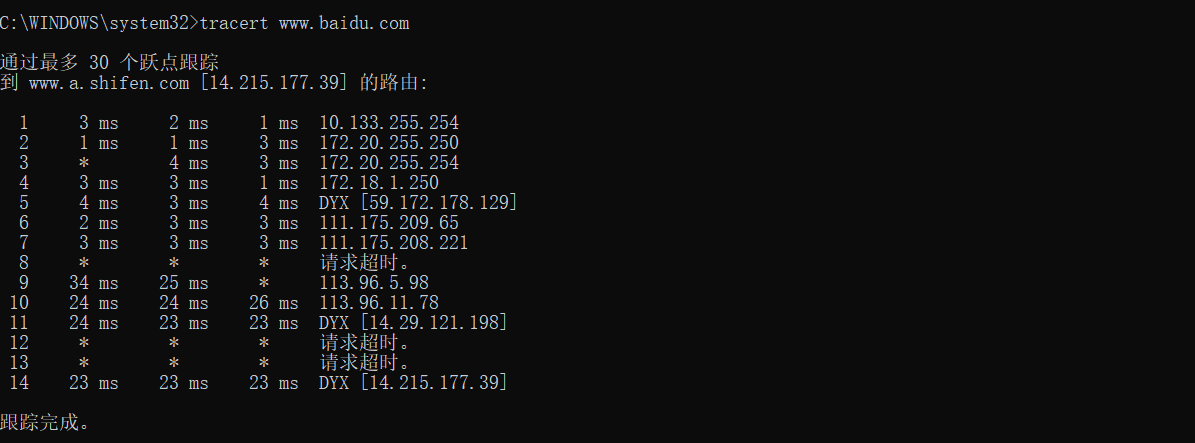 C:\WINDOWS\system32>tracert www.baidu.com
通过最多 30 个跃点跟踪
到 www.a.shifen.com [14.215.177.39] 的路由:
1 3 ms 2 ms 1 ms 10.133.255.254
2 1 ms 1 ms 3 ms 172.20.255.250
3 * 4 ms 3 ms 172.20.255.254
4 3 ms 3 ms 1 ms 172.18.1.250
5 4 ms 3 ms 4 ms DYX [59.172.178.129]
6 2 ms 3 ms 3 ms 111.175.209.65
7 3 ms 3 ms 3 ms 111.175.208.221
8 * * * 请求超时。
9 34 ms 25 ms * 113.96.5.98
10 24 ms 24 ms 26 ms 113.96.11.78
11 24 ms 23 ms 23 ms DYX [14.29.121.198]
12 * * * 请求超时。
13 * * * 请求超时。
14 23 ms 23 ms 23 ms DYX [14.215.177.39]
跟踪完成。